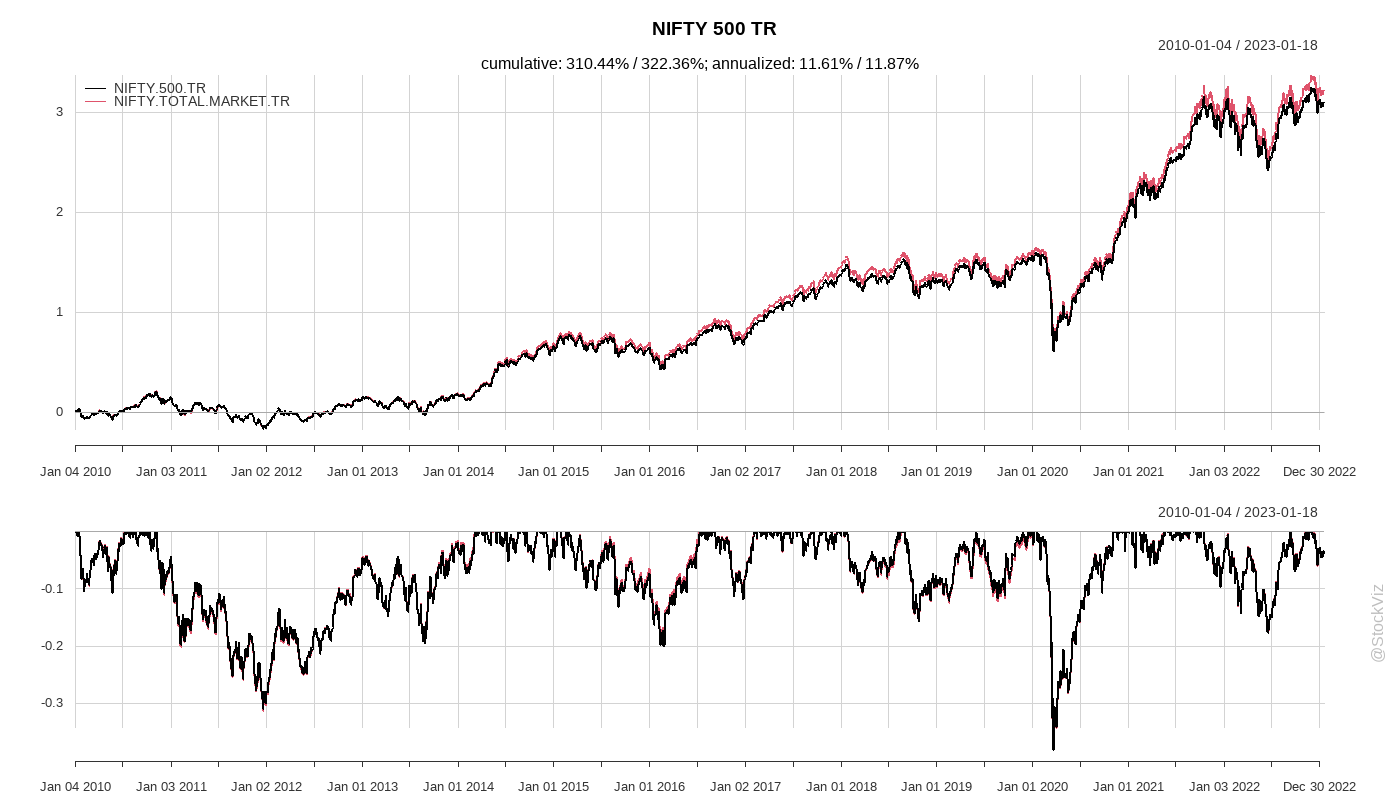 NIFTY 500 TR
2010-01-04 / 2023-01-18
cumulative: 310.44% / 322.36%; annualized: 11.61% / 11.87%
NIFTY.500.TR
NIFTY.TOTAL.MARKET.TR
3
2
1
0
Jan 04 2010 Jan 03 2011 Jan 02 2012 Jan 01 2013 Jan 01 2014 Jan 01 2015 Jan 01 2016 Jan 02 2017 Jan 01 2018 Jan 01 2019 Jan 01 2020 Jan 01 2021 Jan 03 2022 Dec 30 2022
2010-01-04 / 2023-01-18
-0.1
-0.2
-0.3
Jan 04 2010 Jan 03 2011 Jan 02 2012 Jan 01 2013 Jan 01 2014 Jan 01 2015 Jan 01 2016 Jan 02 2017 Jan 01 2018 Jan 01 2019 Jan 01 2020 Jan 01 2021 Jan 03 2022 Dec 30 2022
@StockViz